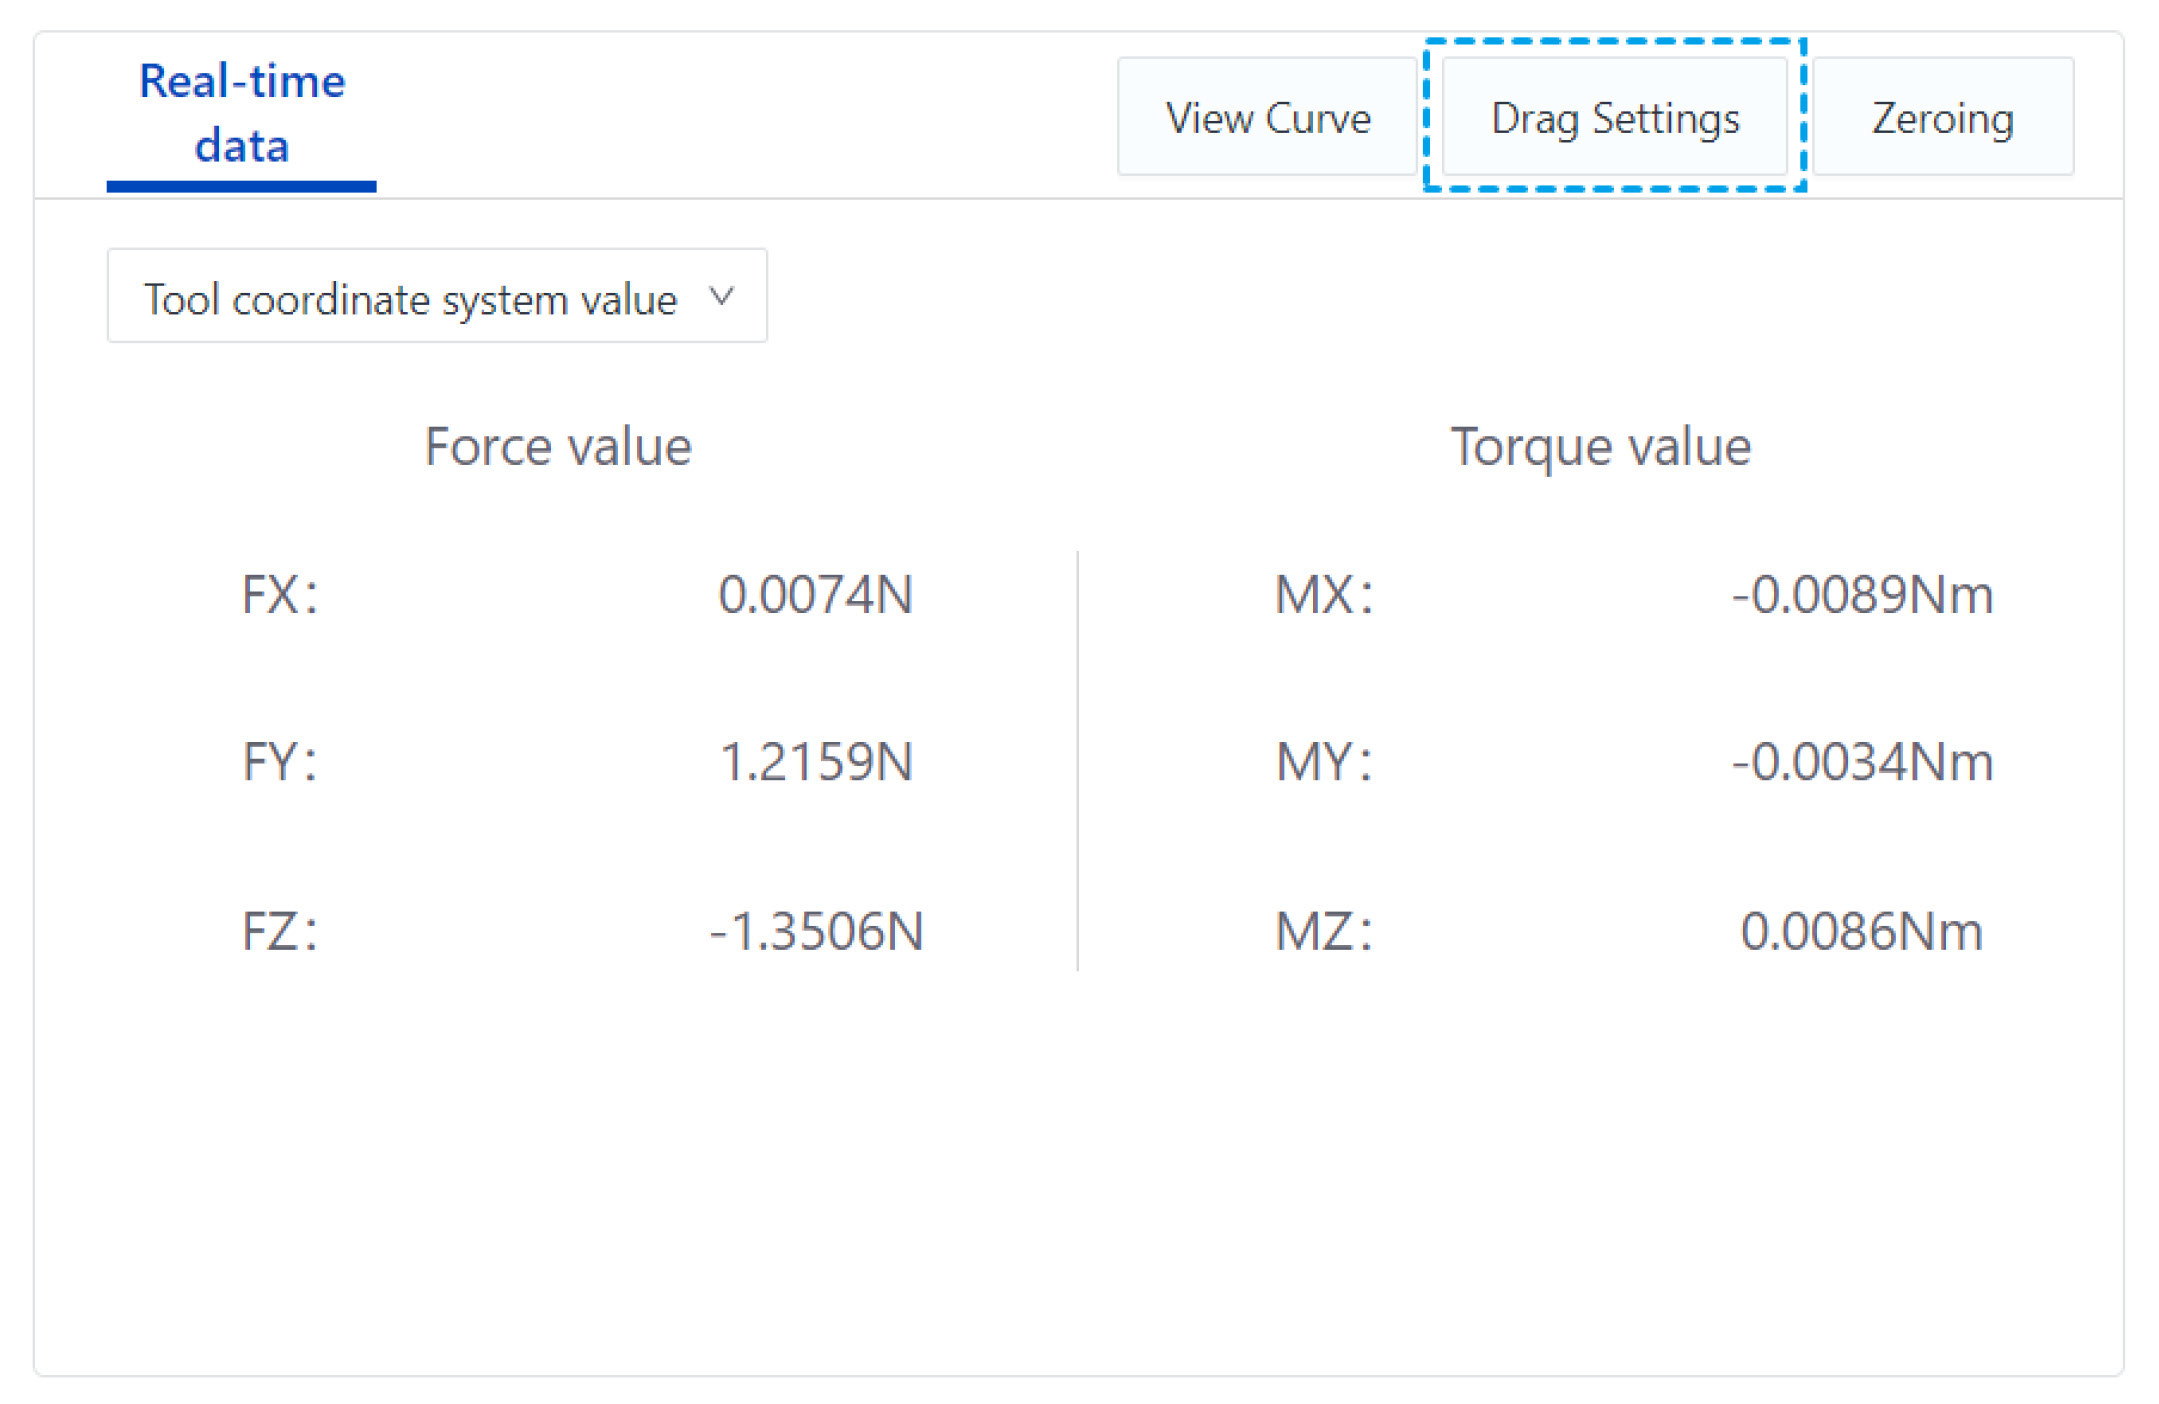 Real-time
data
View Curve
Drag Settings
Zeroing
Tool coordinate system value
Force value
Torque value
FX: 0.0074N
MX: -0.0089Nm
FY: 1.2159N
MY: -0.0034Nm
FZ: -1.3506N
MZ: 0.0086Nm